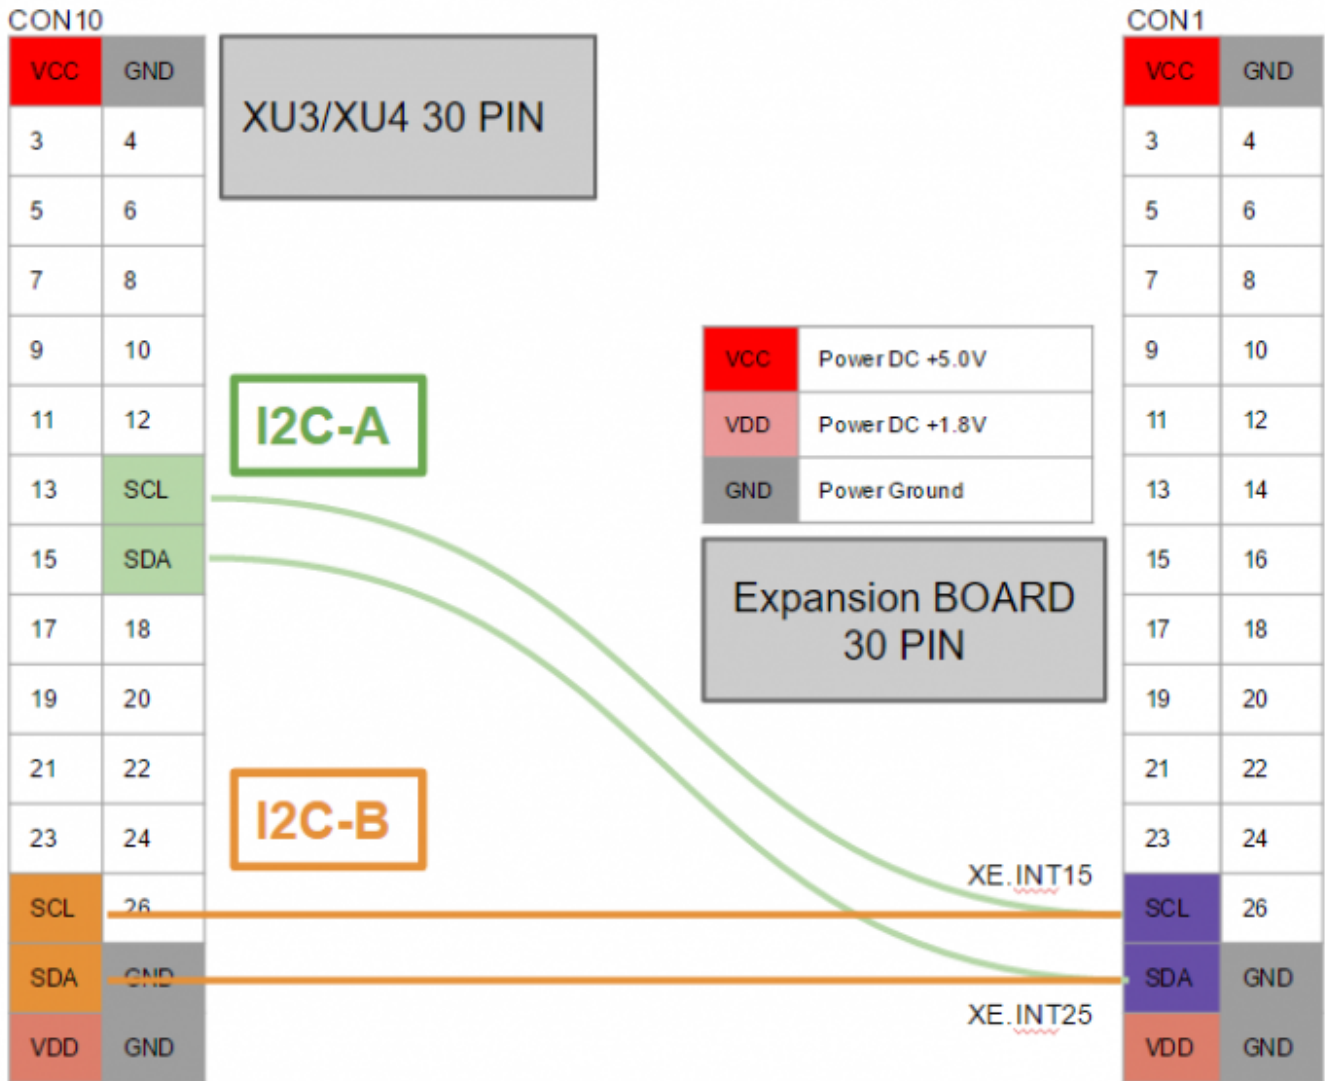 CON10
VCC GND
3 4
5 6
7 8
9 10
11 12
13 SCL
15 SDA
17 18
19 20
21 22
23 24
SCL 26
SDA GND
VDD GND
XU3/XU4 30 PIN
I2C-A
I2C-B
VCC Power DC +5.0V
VDD Power DC +1.8V
GND Power Ground
Expansion BOARD
30 PIN
XE.INT15
XE.INT25
CON1
VCC GND
3 4
5 6
7 8
9 10
11 12
13 14
15 16
17 18
19 20
21 22
23 24
SCL 26
SDA GND
VDD GND